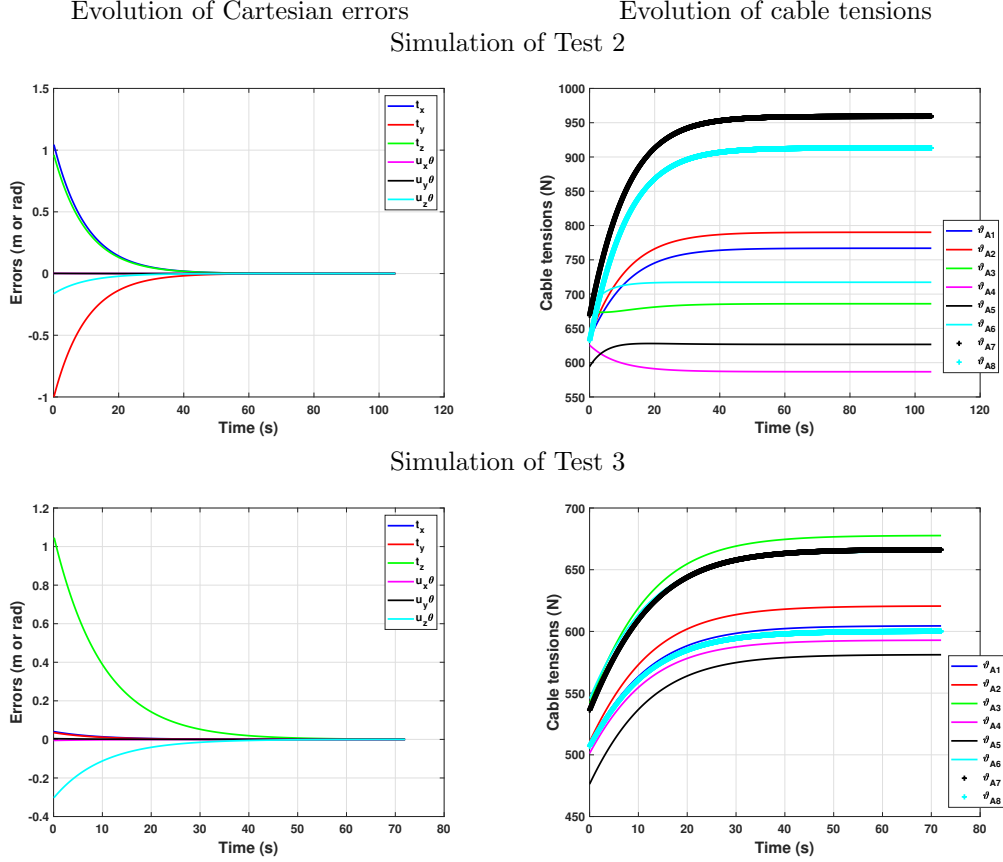 Evolution of Cartesian errors
Evolution of cable tensions
Simulation of Test 2
1.5
1
0.5
0
-0.5
-1
0 20 40 60 80 100 120
Time (s)
Errors (m or rad)
t_x
t_y
t_z
u_xθ
u_yθ
u_zθ
1000
950
900
850
800
750
700
650
600
550
0 20 40 60 80 100 120
Time (s)
Cable tensions (N)
ϑ_A1
ϑ_A2
ϑ_A3
ϑ_A4
ϑ_A5
ϑ_A6
ϑ_A7
ϑ_A8
Simulation of Test 3
1.2
1
0.8
0.6
0.4
0.2
0
-0.2
-0.4
0 10 20 30 40 50 60 70 80
Time (s)
Errors (m or rad)
t_x
t_y
t_z
u_xθ
u_yθ
u_zθ
700
650
600
550
500
450
0 10 20 30 40 50 60 70 80
Time (s)
Cable tensions (N)
ϑ_A1
ϑ_A2
ϑ_A3
ϑ_A4
ϑ_A5
ϑ_A6
ϑ_A7
ϑ_A8